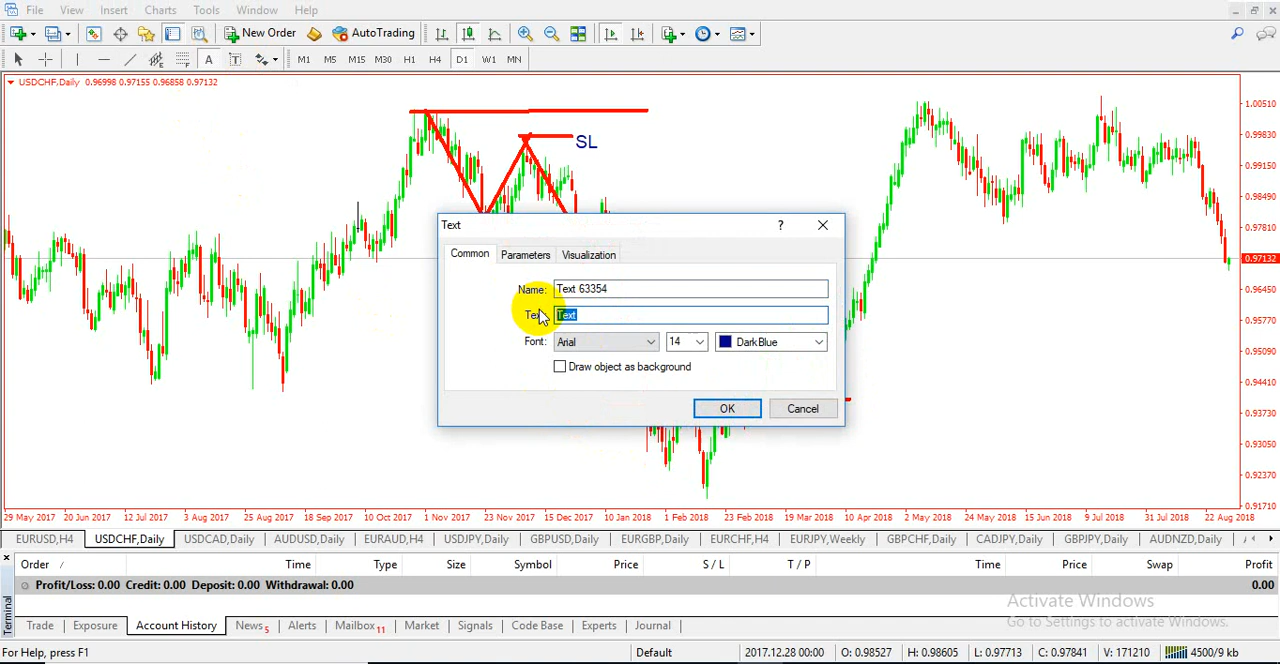 File View Insert Charts Tools Window Help
New Order AutoTrading
A T M1 M5 M15 M30 H1 H4 D1 W1 MN
USDCHF,Daily 0.96998 0.97155 0.96858 0.97132
SL
1.00510
0.99830
0.99150
0.98490
0.97810
0.97132
0.96450
0.95770
0.95090
0.94410
0.93730
0.93050
0.92370
0.91710
Text ?
Common Parameters Visualization
Name: Text 63354
Text
Font: Arial 14 DarkBlue
Draw object as background
OK Cancel
29 May 2017 20 Jun 2017 12 Jul 2017 3 Aug 2017 25 Aug 2017 18 Sep 2017 10 Oct 2017 1 Nov 2017 23 Nov 2017 15 Dec 2017 10 Jan 2018 1 Feb 2018 23 Feb 2018 19 Mar 2018 10 Apr 2018 2 May 2018 24 May 2018 15 Jun 2018 9 Jul 2018 31 Jul 2018 22 Aug 2018
EURUSD,H4 USDCHF,Daily USDCAD,Daily AUDUSD,Daily EURAUD,H4 USDJPY,Daily GBPUSD,Daily EURGBP,Daily EURCHF,H4 EURJPY,Weekly GBPCHF,Daily CADJPY,Daily GBPJPY,Daily AUDNZD,Daily
Order / Time Type Size Symbol Price S / L T / P Time Price Swap Profit
Profit/Loss: 0.00 Credit: 0.00 Deposit: 0.00 Withdrawal: 0.00 0.00
Activate Windows
Go to Settings to activate Windows.
Terminal
Trade Exposure Account History News 5 Alerts Mailbox 11 Market Signals Code Base Experts Journal
For Help, press F1 Default 2017.12.28 00:00 O: 0.98527 H: 0.98605 L: 0.97713 C: 0.97841 V: 171210 4500/9 kb